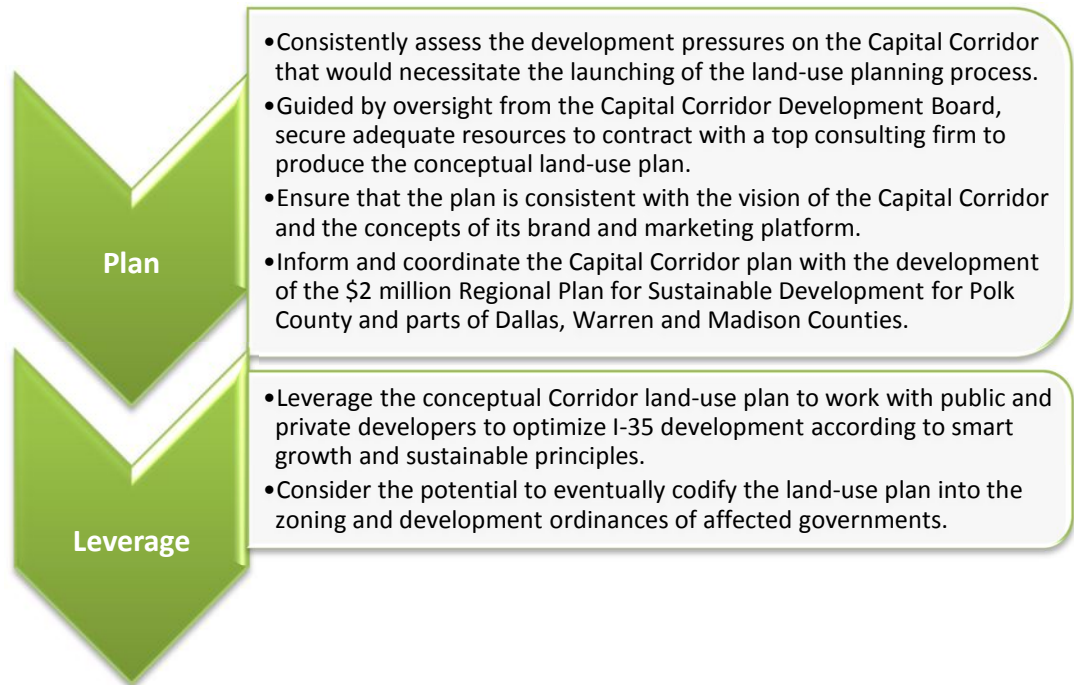 Plan
•Consistently assess the development pressures on the Capital Corridor
that would necessitate the launching of the land-use planning process.
•Guided by oversight from the Capital Corridor Development Board,
secure adequate resources to contract with a top consulting firm to
produce the conceptual land-use plan.
•Ensure that the plan is consistent with the vision of the Capital Corridor
and the concepts of its brand and marketing platform.
•Inform and coordinate the Capital Corridor plan with the development
of the $2 million Regional Plan for Sustainable Development for Polk
County and parts of Dallas, Warren and Madison Counties.
Leverage
•Leverage the conceptual Corridor land-use plan to work with public and
private developers to optimize I-35 development according to smart
growth and sustainable principles.
•Consider the potential to eventually codify the land-use plan into the
zoning and development ordinances of affected governments.